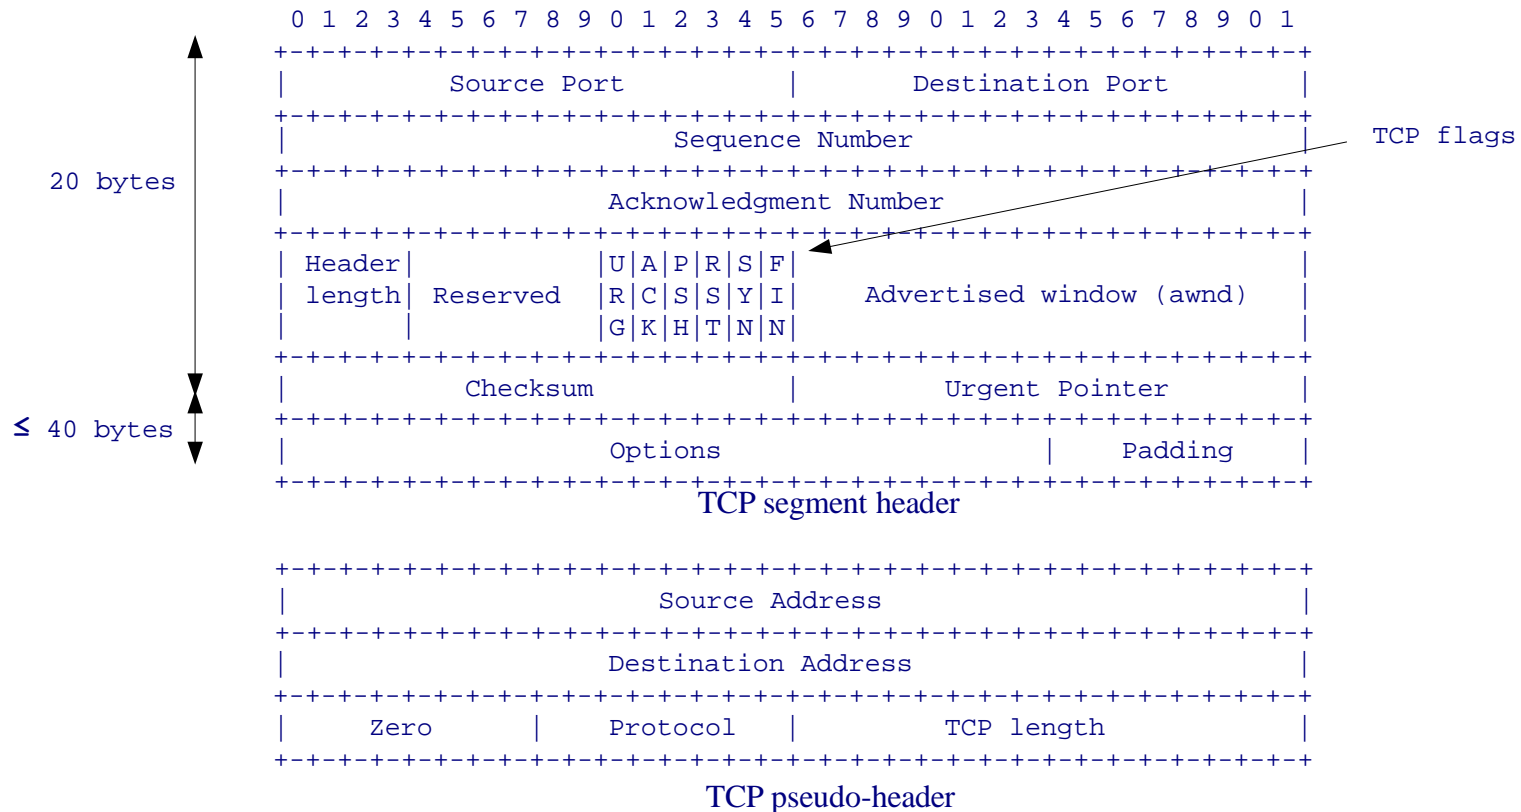 0 1 2 3 4 5 6 7 8 9 0 1 2 3 4 5 6 7 8 9 0 1 2 3 4 5 6 7 8 9 0 1
+-+-+-+-+-+-+-+-+-+-+-+-+-+-+-+-+-+-+-+-+-+-+-+-+-+-+-+-+-+-+-+-+
| Source Port | Destination Port |
+-+-+-+-+-+-+-+-+-+-+-+-+-+-+-+-+-+-+-+-+-+-+-+-+-+-+-+-+-+-+-+-+
| Sequence Number | TCP flags
+-+-+-+-+-+-+-+-+-+-+-+-+-+-+-+-+-+-+-+-+-+-+-+-+-+-+-+-+-+-+-+-+
20 bytes
| Acknowledgment Number |
+-+-+-+-+-+-+-+-+-+-+-+-+-+-+-+-+-+-+-+-+-+-+-+-+-+-+-+-+-+-+-+-+
| Header| |U|A|P|R|S|F| |
| length| Reserved |R|C|S|S|Y|I| Advertised window (awnd) |
| | |G|K|H|T|N|N| |
+-+-+-+-+-+-+-+-+-+-+-+-+-+-+-+-+-+-+-+-+-+-+-+-+-+-+-+-+-+-+-+-+
| Checksum | Urgent Pointer |
+-+-+-+-+-+-+-+-+-+-+-+-+-+-+-+-+-+-+-+-+-+-+-+-+-+-+-+-+-+-+-+-+
≤ 40 bytes
| Options | Padding |
+-+-+-+-+-+-+-+-+-+-+-+-+-+-+-+-+-+-+-+-+-+-+-+-+-+-+-+-+-+-+-+-+
TCP segment header
+-+-+-+-+-+-+-+-+-+-+-+-+-+-+-+-+-+-+-+-+-+-+-+-+-+-+-+-+-+-+-+-+
| Source Address |
+-+-+-+-+-+-+-+-+-+-+-+-+-+-+-+-+-+-+-+-+-+-+-+-+-+-+-+-+-+-+-+-+
| Destination Address |
+-+-+-+-+-+-+-+-+-+-+-+-+-+-+-+-+-+-+-+-+-+-+-+-+-+-+-+-+-+-+-+-+
| Zero | Protocol | TCP length |
+-+-+-+-+-+-+-+-+-+-+-+-+-+-+-+-+-+-+-+-+-+-+-+-+-+-+-+-+-+-+-+-+
TCP pseudo-header